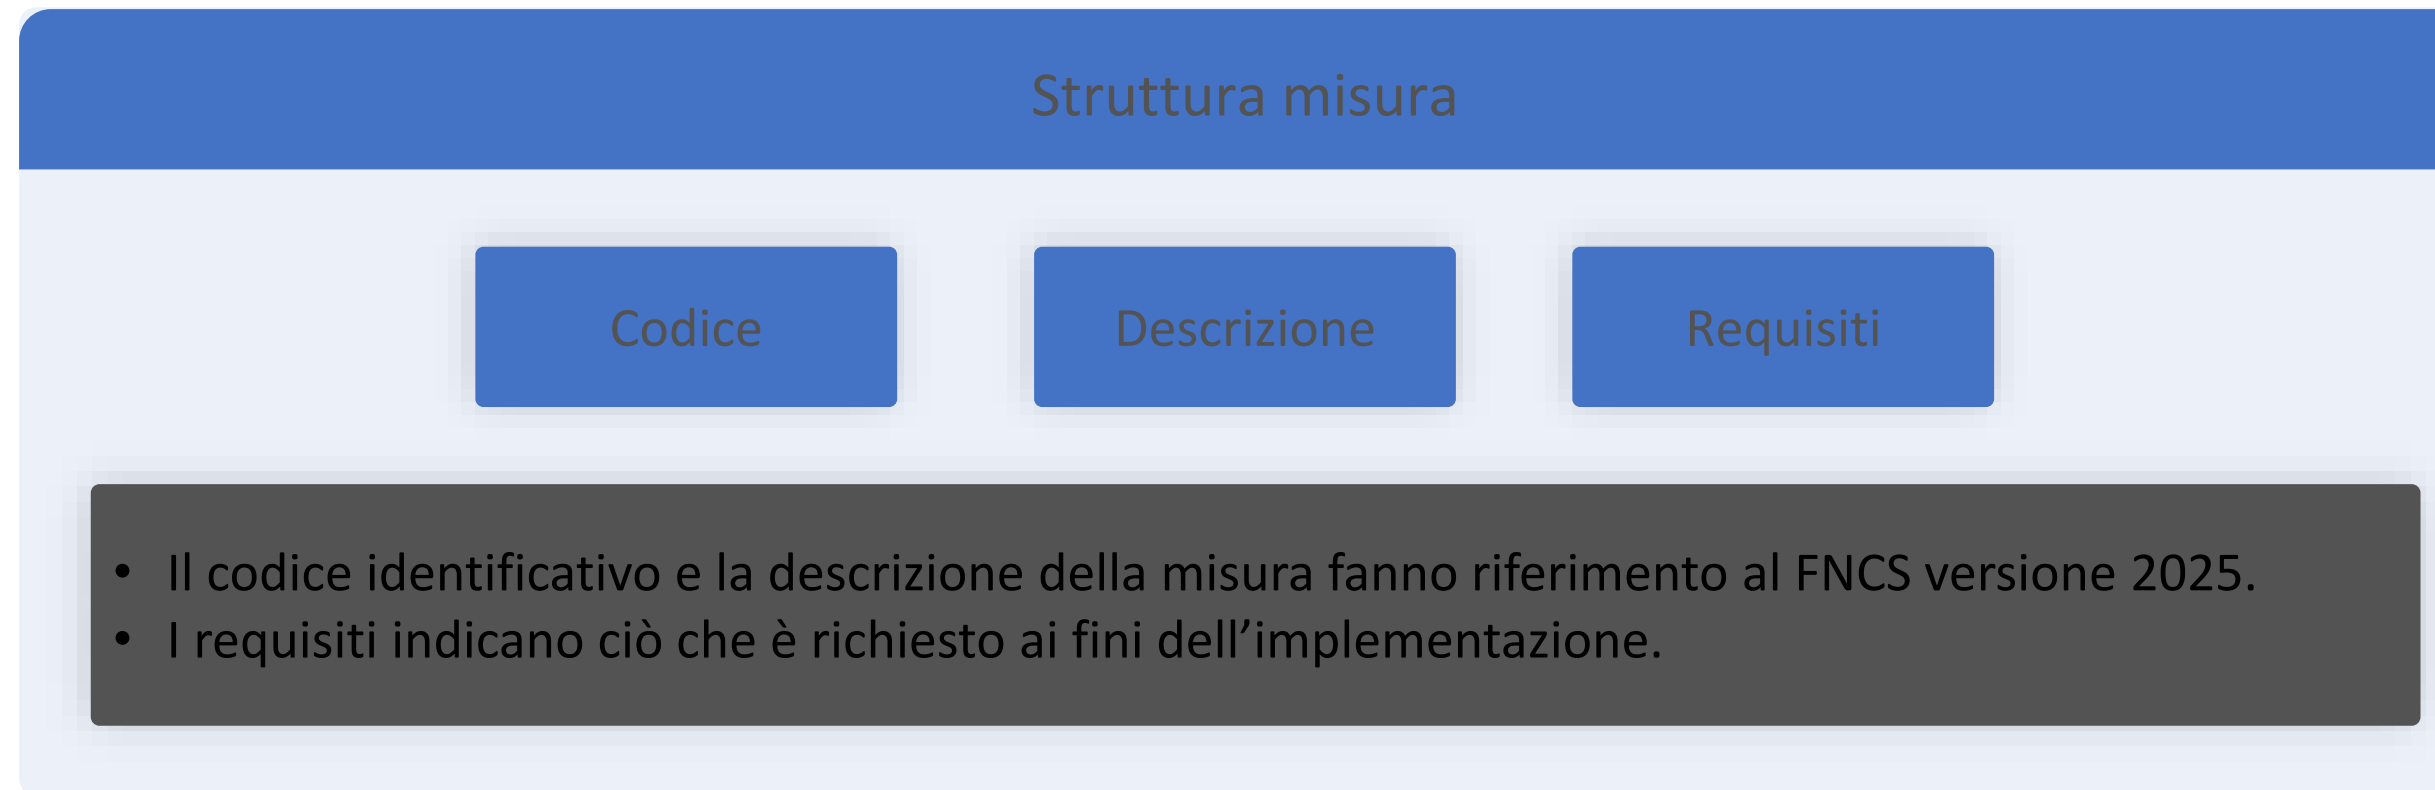 Struttura misura
Codice
Descrizione
Requisiti
• Il codice identificativo e la descrizione della misura fanno riferimento al FNCS versione 2025.
• I requisiti indicano ciò che è richiesto ai fini dell’implementazione.